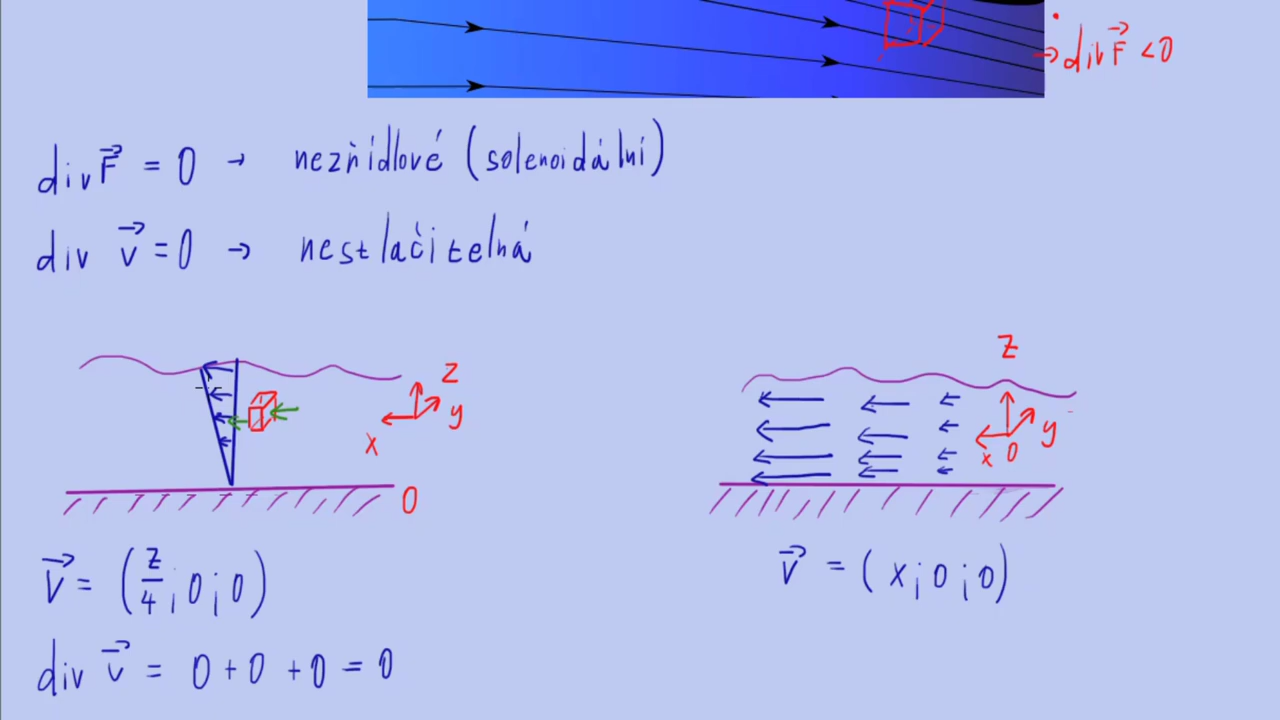 → div F⃗ < 0
div F⃗ = 0 → nezřídlové (solenoidální)
div v⃗ = 0 → nestlačitelná
z
y
x
0
z
y
x 0
v⃗ = (z/4; 0; 0)
v⃗ = (x; 0; 0)
div v⃗ = 0 + 0 + 0 = 0